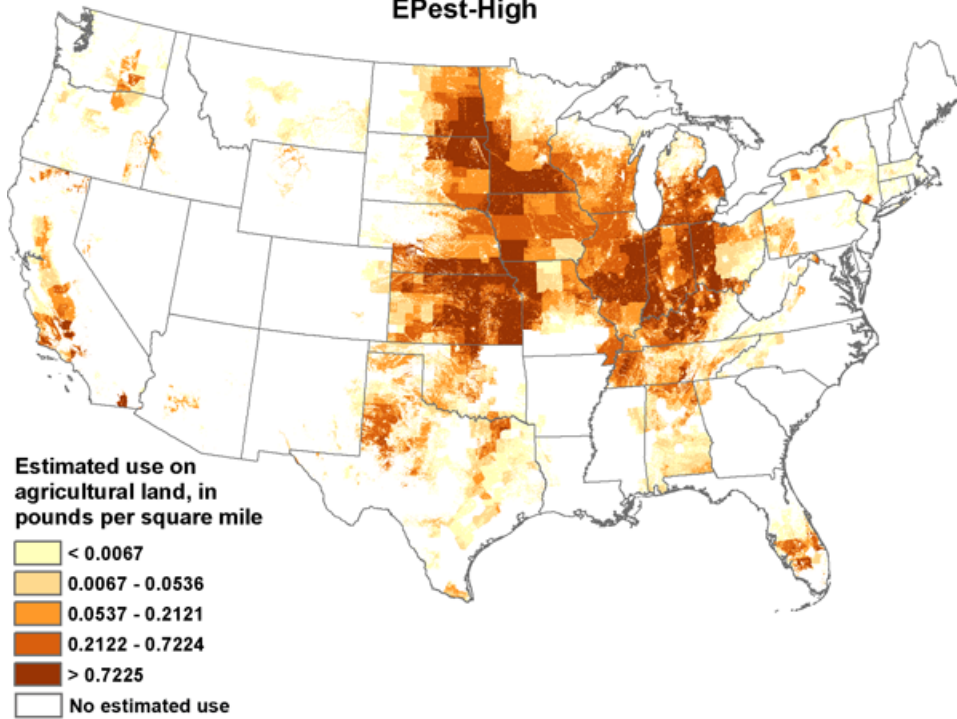 EPest-High
Estimated use on
agricultural land, in
pounds per square mile
< 0.0067
0.0067 - 0.0536
0.0537 - 0.2121
0.2122 - 0.7224
> 0.7225
No estimated use